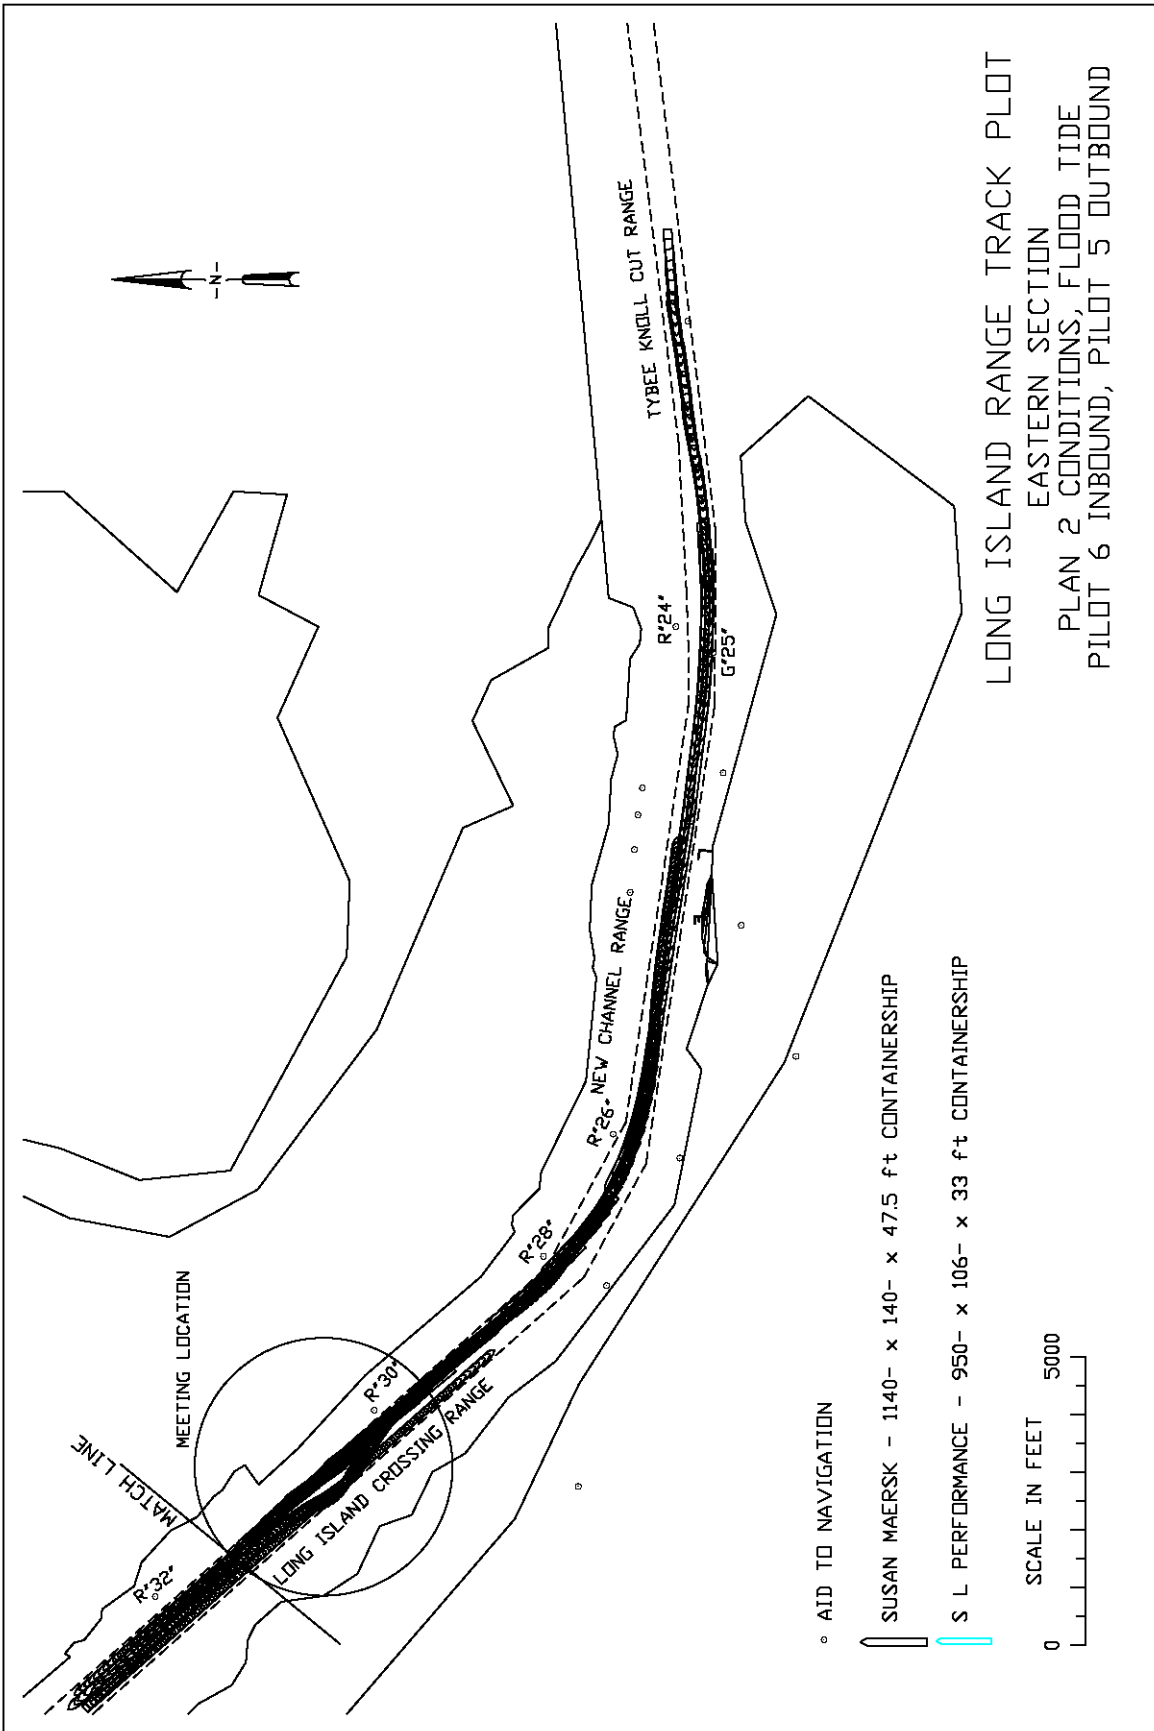 LONG ISLAND RANGE TRACK PLOT
EASTERN SECTION
PLAN 2 CONDITIONS, FLOOD TIDE
PILOT 6 INBOUND, PILOT 5 OUTBOUND
-N-
TYBEE KNOLL CUT RANGE
R"24"
G"25"
NEW CHANNEL RANGE
R"26"
R"28"
R"30"
R"32"
MEETING LOCATION
MATCH LINE
LONG ISLAND CROSSING RANGE
AID TO NAVIGATION
SUSAN MAERSK - 1140- x 140- x 47.5 ft CONTAINERSHIP
S L PERFORMANCE - 950- x 106- x 33 ft CONTAINERSHIP
SCALE IN FEET
0 5000